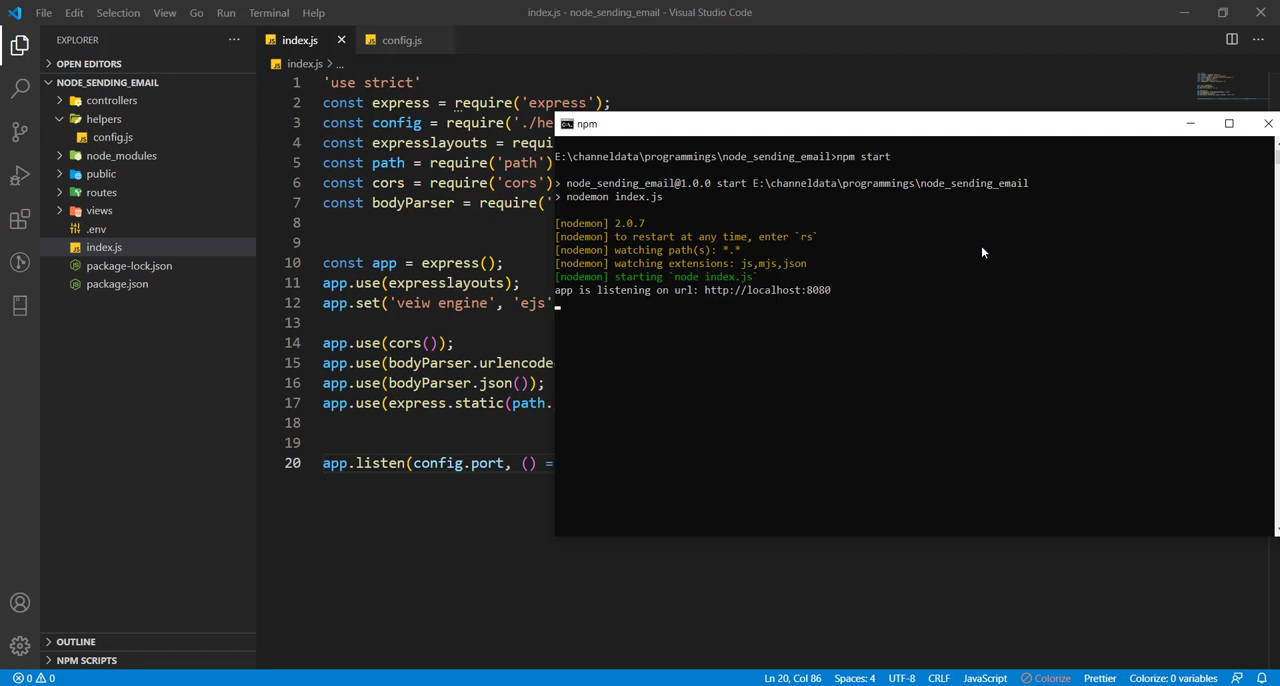 File Edit Selection View Go Run Terminal Help
index.js - node_sending_email - Visual Studio Code
EXPLORER
OPEN EDITORS
NODE_SENDING_EMAIL
controllers
helpers
config.js
node_modules
public
routes
views
.env
index.js
package-lock.json
package.json
OUTLINE
NPM SCRIPTS
index.js
config.js
index.js > ...
1 'use strict'
2 const express = require('express');
3 const config = require('./he
4 const expresslayouts = requi
5 const path = require('path')
6 const cors = require('cors')
7 const bodyParser = require('
8
9
10 const app = express();
11 app.use(expresslayouts);
12 app.set('veiw engine', 'ejs'
13
14 app.use(cors());
15 app.use(bodyParser.urlencode
16 app.use(bodyParser.json());
17 app.use(express.static(path.
18
19
20 app.listen(config.port, () =
npm
E:\channeldata\programmings\node_sending_email>npm start
> node_sending_email@1.0.0 start E:\channeldata\programmings\node_sending_email
> nodemon index.js
[nodemon] 2.0.7
[nodemon] to restart at any time, enter `rs`
[nodemon] watching path(s): *.*
[nodemon] watching extensions: js,mjs,json
[nodemon] starting `node index.js`
app is listening on url: http://localhost:8080
0 0
Ln 20, Col 86 Spaces: 4 UTF-8 CRLF JavaScript Colorize Prettier Colorize: 0 variables